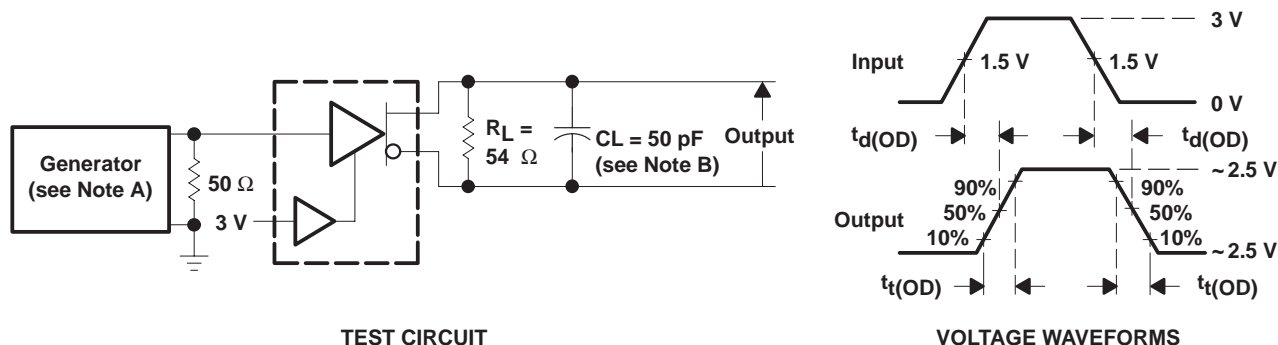 Generator
(see Note A)
50 Ω
3 V
R_L =
54 Ω
CL = 50 pF
(see Note B)
Output
TEST CIRCUIT
3 V
Input
1.5 V
1.5 V
0 V
t_d(OD)
t_d(OD)
~ 2.5 V
90%
90%
50%
50%
Output
10%
10%
~ 2.5 V
t_t(OD)
t_t(OD)
VOLTAGE WAVEFORMS